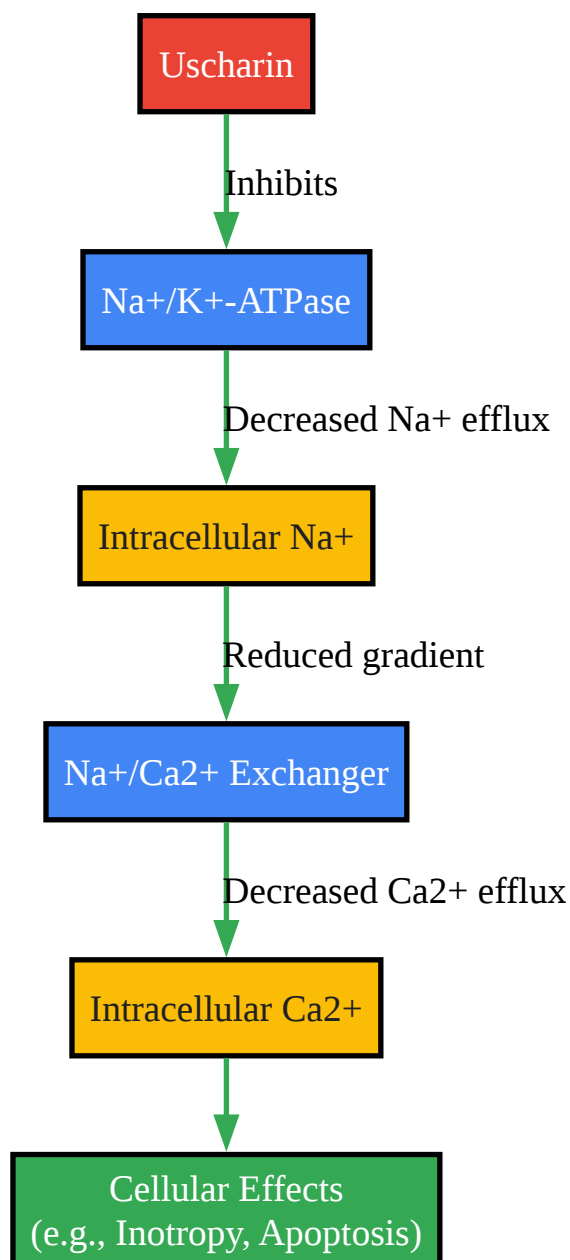 Uscharin
Inhibits
Na+/K+-ATPase
Decreased Na+ efflux
Intracellular Na+
Reduced gradient
Na+/Ca2+ Exchanger
Decreased Ca2+ efflux
Intracellular Ca2+
Cellular Effects
(e.g., Inotropy, Apoptosis)